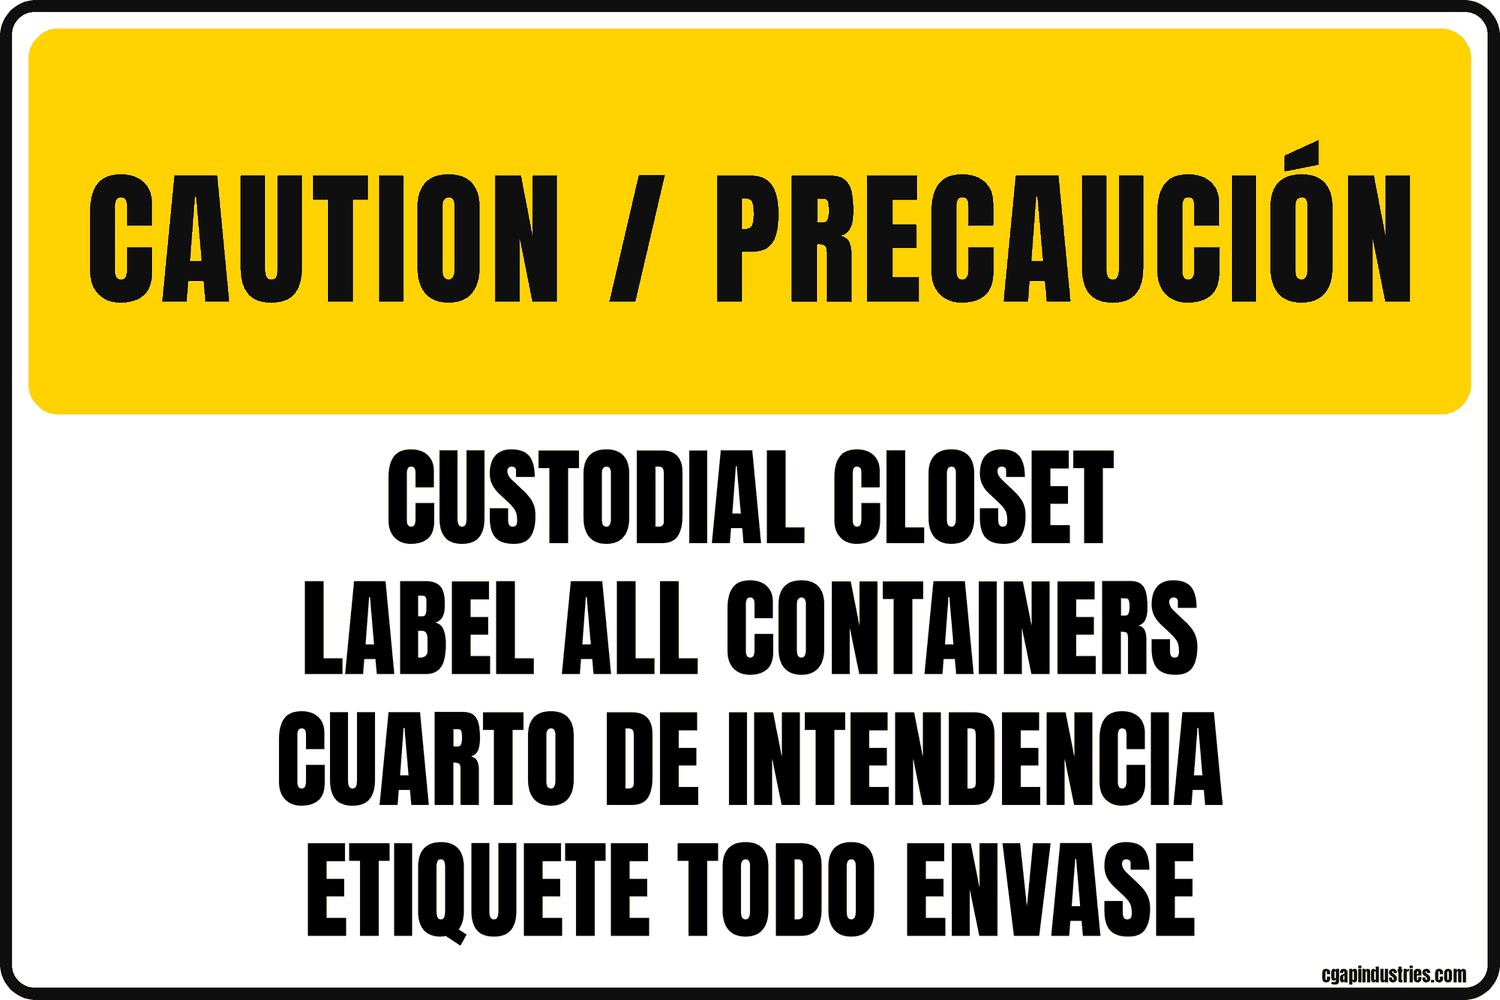 CAUTION / PRECAUCIÓN
CUSTODIAL CLOSET
LABEL ALL CONTAINERS
CUARTO DE INTENDENCIA
ETIQUETE TODO ENVASE
cgapindustries.com